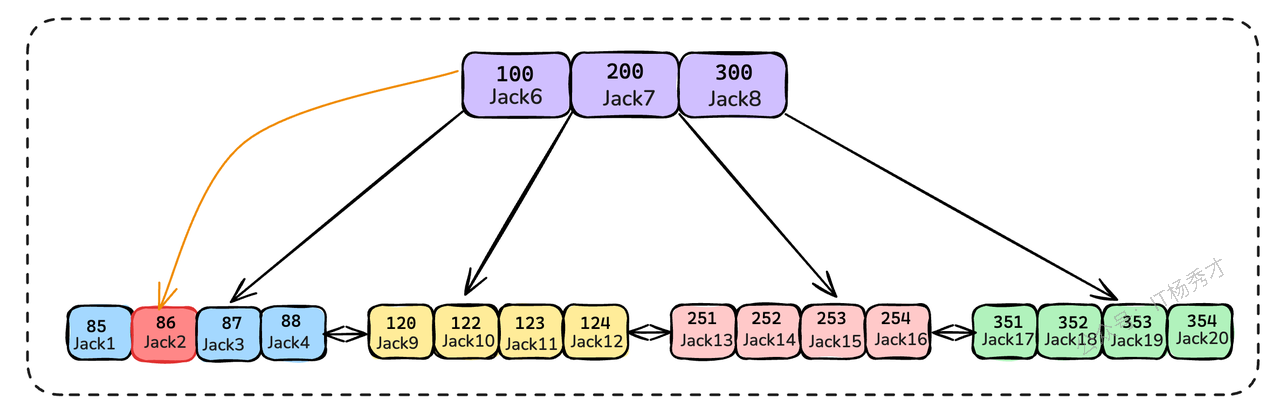 100 200 300
Jack6 Jack7 Jack8
85 86 87 88 120 122 123 124 251 252 253 254 351 352 353 354
Jack1 Jack2 Jack3 Jack4 Jack9 Jack10 Jack11 Jack12 Jack13 Jack14 Jack15 Jack16 Jack17 Jack18 Jack19 Jack20
公众号：IT杨秀才